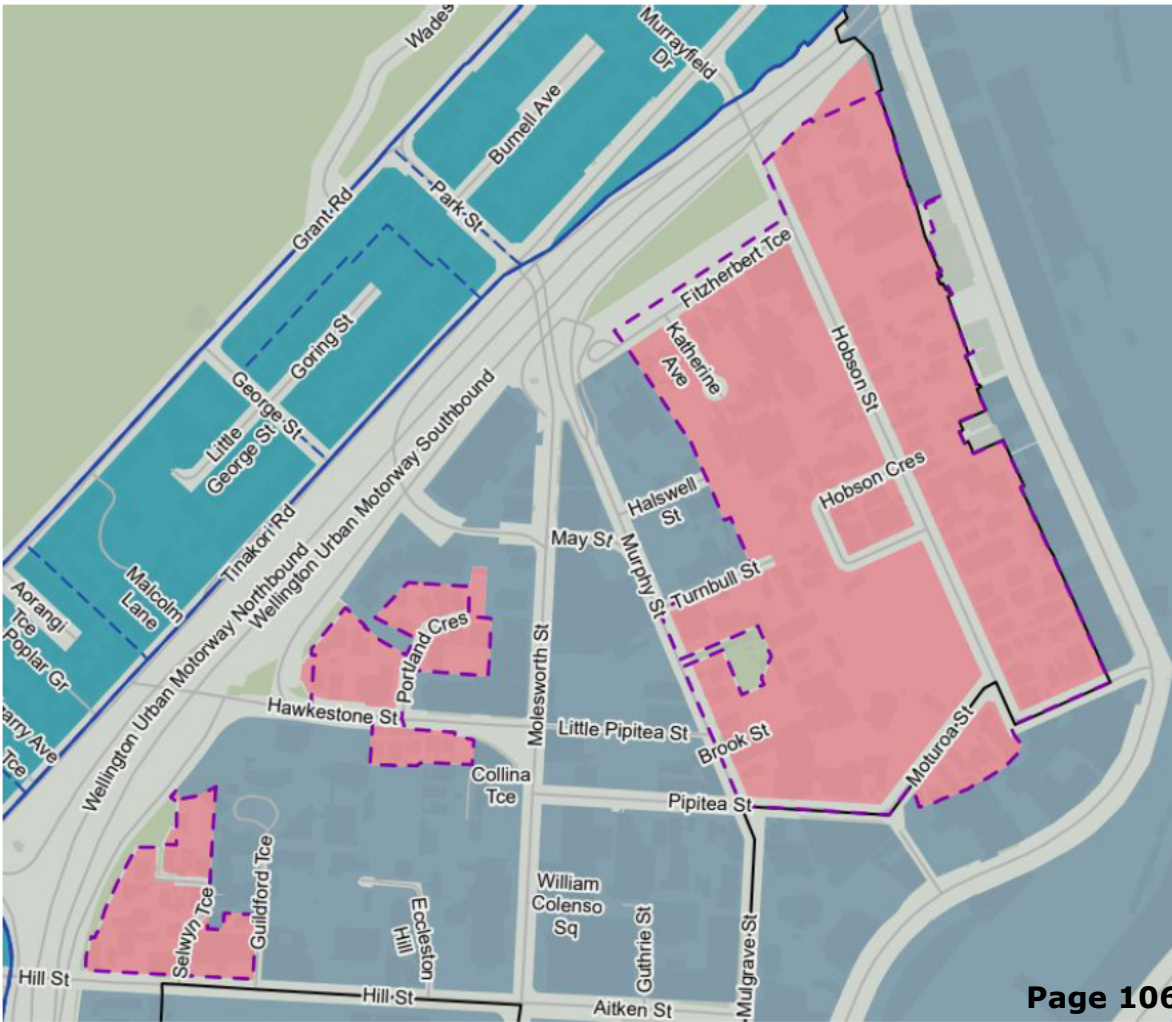 Wades
Murrayfield
Dr
Burnell Ave
Park St
Grant Rd
Fitzherbert Tce
Katherine
Ave
Goring St
Hobson St
George St
Little
George St
Hobson Cres
Halswell
St
Wellington Urban Motorway Southbound
May St
Tinakori Rd
Murphy St
Turnbull St
Malcolm
Lane
Aorangi
Tce
Poplar Gr
Wellington Urban Motorway Northbound
Portland Cres
Molesworth St
Hawkestone St
Little Pipitea St
Brook St
Moturoa St
arry Ave
Tce
Collina
Tce
Pipitea St
Guildford Tce
William
Colenso
Sq
Selwyn Tce
Eccleston
Hill
Guthrie St
Mulgrave St
Hill St
Hill St
Aitken St
Page 106